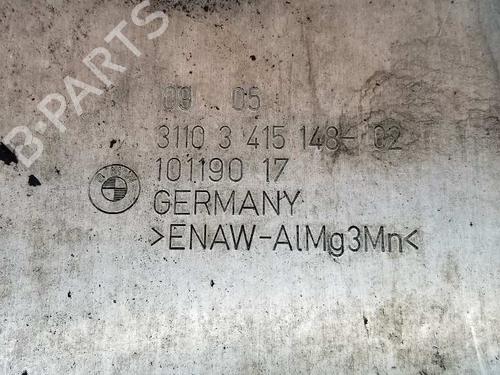 B-PARTS
09 05
3110 3 415 148-02
101190 17
GERMANY
>ENAW-AlMg3Mn<